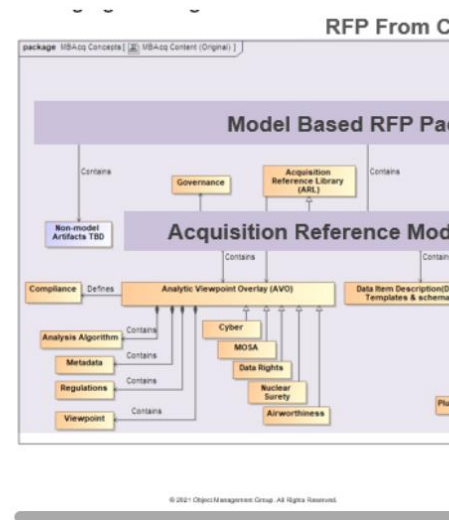 RFP From C
package MBAcq Concepts [ MBAcq Content (Original) ]
Model Based RFP Pac
Contains
Contains
Governance
Acquisition
Reference Library
(ARL)
Non-model
Artifacts TBD
Acquisition Reference Mod
Contains
Contain
Compliance
Defines
Analytic Viewpoint Overlay (AVO)
Data Item Description(D
Templates & schema
Analysis Algorithm
Contains
Metadata
Contains
Regulations
Contains
Viewpoint
Contains
Cyber
MOSA
Data Rights
Nuclear
Surety
Airworthiness
Plu
© 2021 Object Management Group. All Rights Reserved.